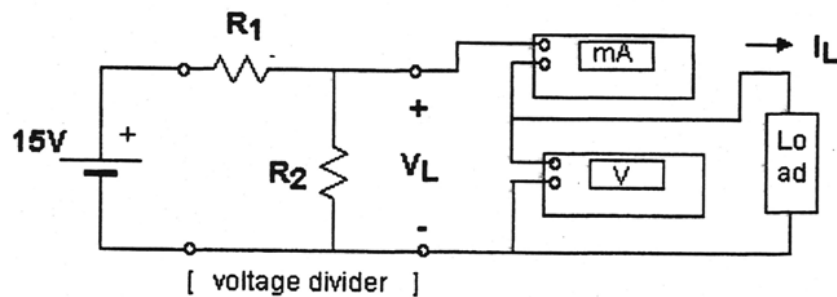 R1
mA
IL
15V
+
R2
+
VL
-
V
Lo
ad
[ voltage divider ]